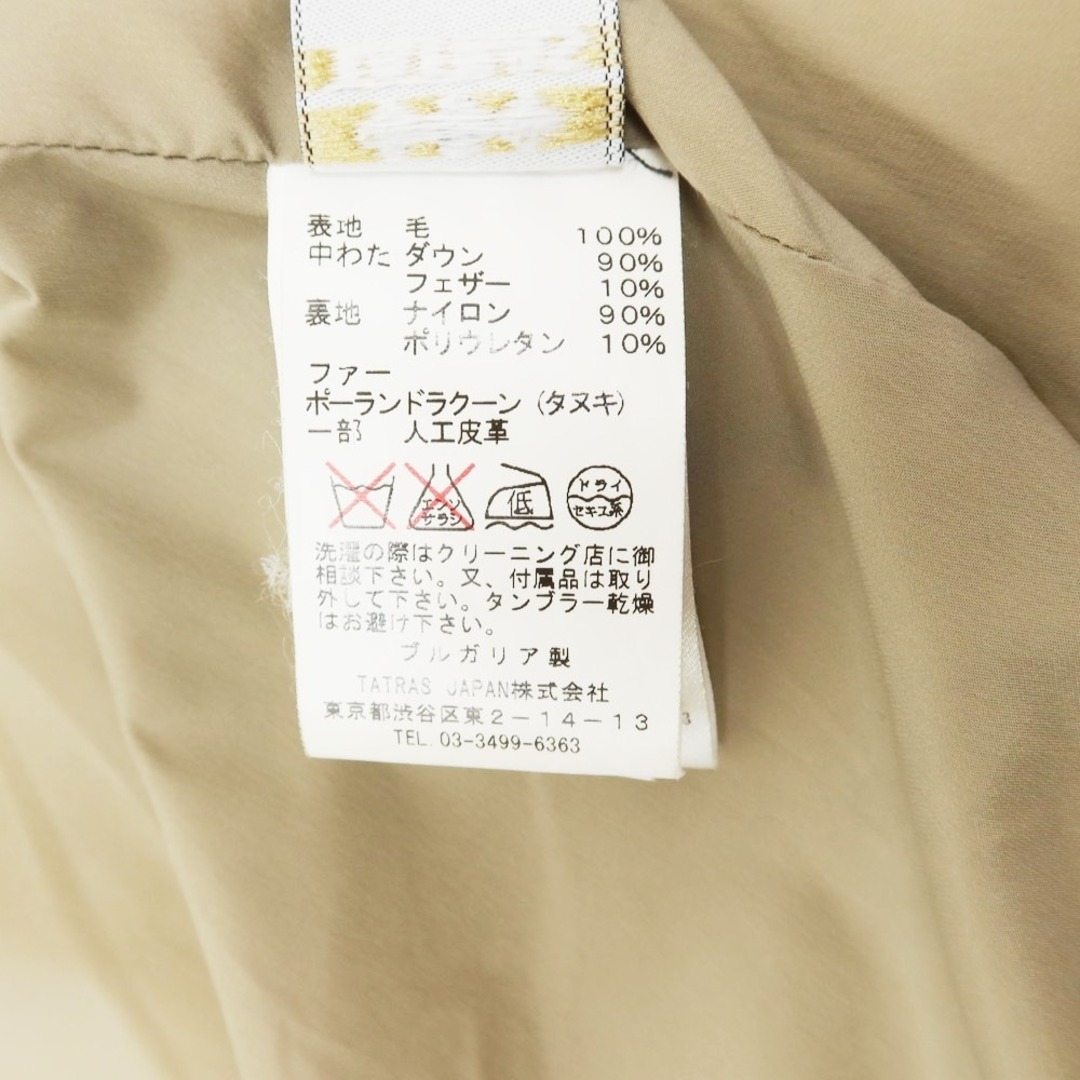 表地 毛 100%
中わた ダウン 90%
フェザー 10%
裏地 ナイロン 90%
ポリウレタン 10%
ファー
ポーランドラクーン (タヌキ)
一部 人工皮革
エンソ
サラシ
低
ドライ
セキユ系
洗濯の際はクリーニング店に御
相談下さい。又、付属品は取り
外して下さい。タンブラー乾燥
はお避け下さい。
ブルガリア製
TATRAS JAPAN株式会社
東京都渋谷区東2-14-13
TEL. 03-3499-6363
3